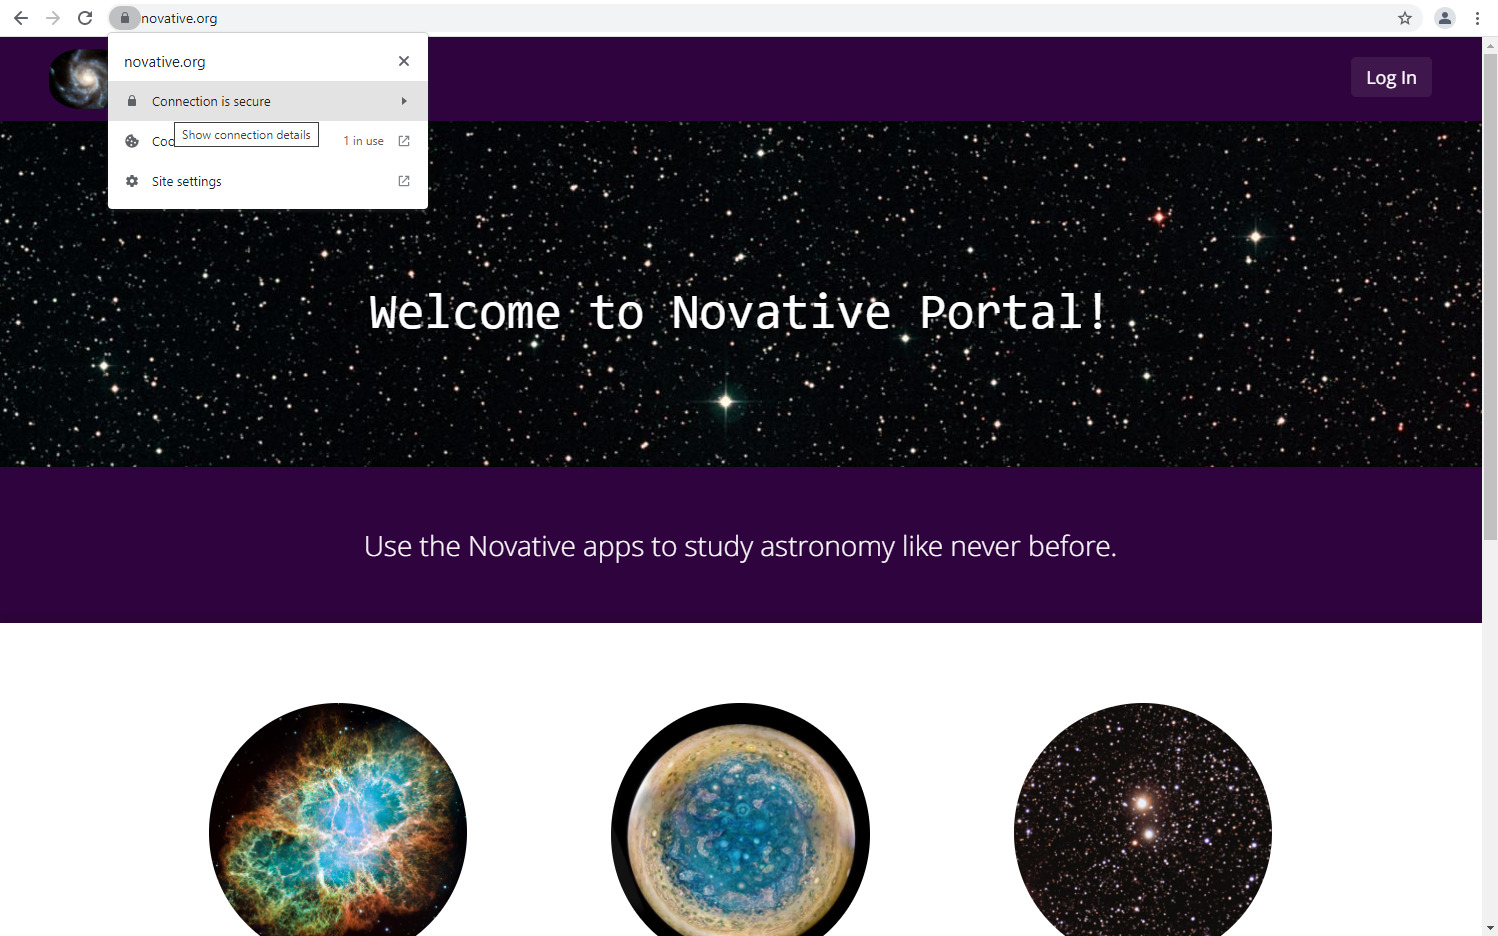 novative.org
novative.org
Connection is secure
Show connection details
Coo
1 in use
Site settings
Log In
Welcome to Novative Portal!
Use the Novative apps to study astronomy like never before.